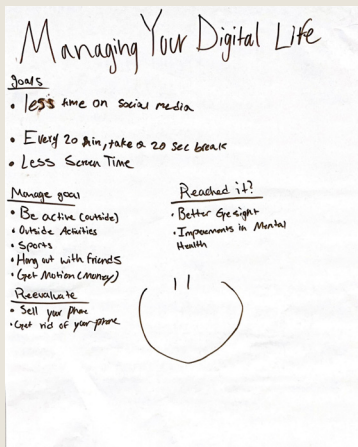 Managing Your Digital Life
goals
• less time on social media
• Every 20 min, take a 20 sec break
• Less Screen Time
Manage goal
• Be active (outside)
• Outside Activities
• Sports
• Hang out with friends
• Get Motion (Money)
Reevaluate
• Sell your phone
• Get rid of your phone
Reached it?
• Better Eyesight
• Impovements in Mental
Health